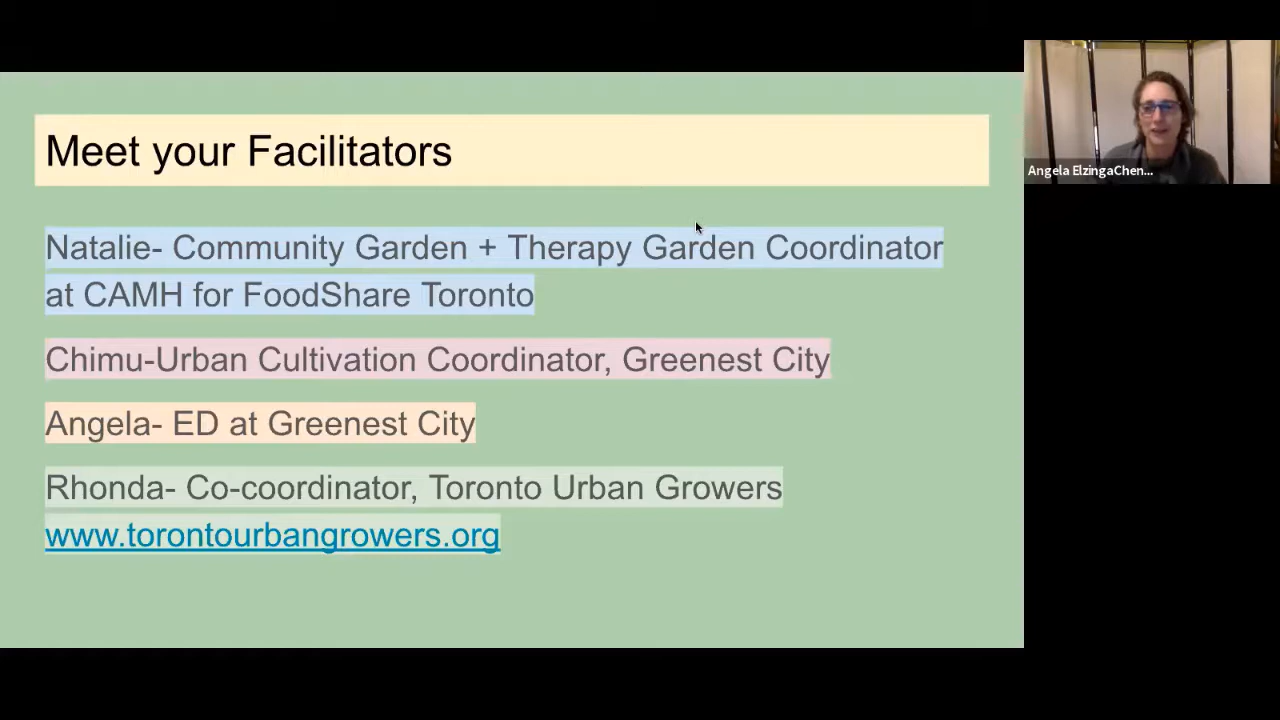 Meet your Facilitators
Natalie- Community Garden + Therapy Garden Coordinator
at CAMH for FoodShare Toronto
Chimu-Urban Cultivation Coordinator, Greenest City
Angela- ED at Greenest City
Rhonda- Co-coordinator, Toronto Urban Growers
www.torontourbangrowers.org
Angela ElzingaChen...